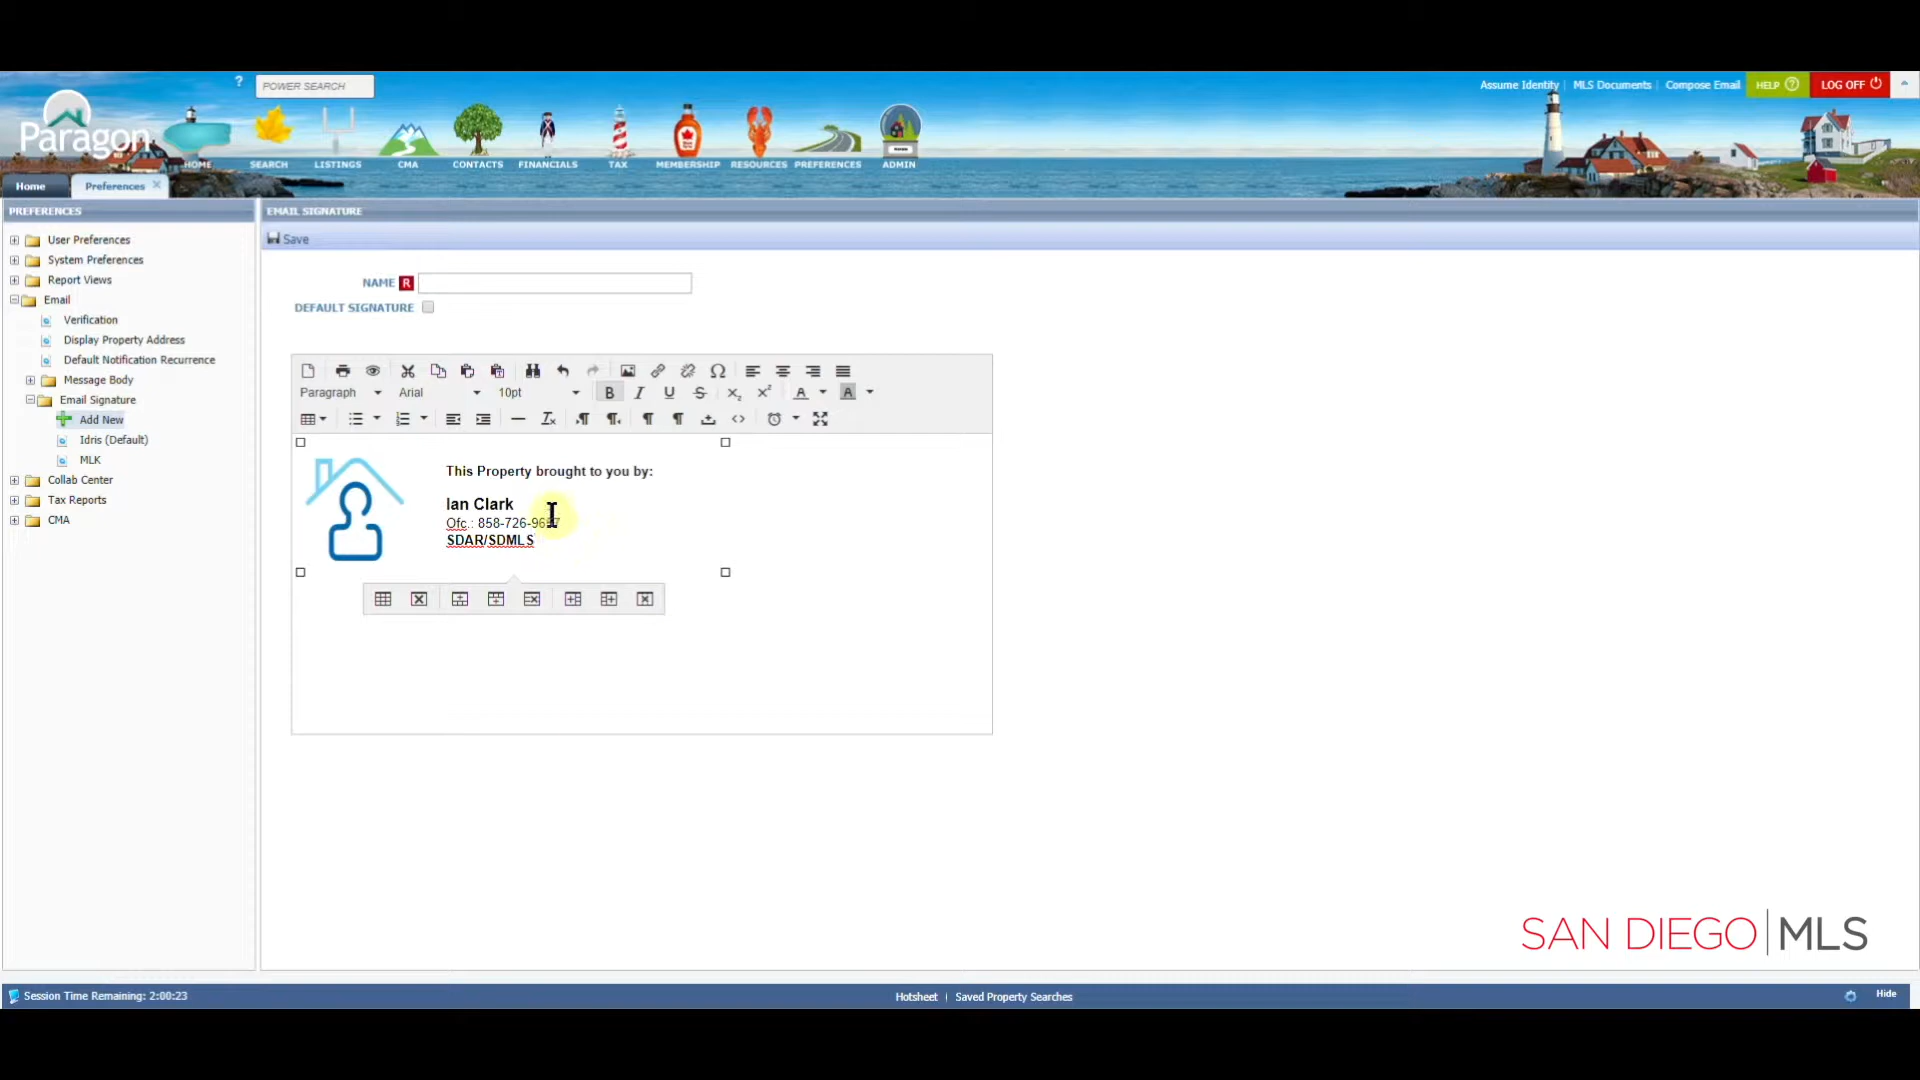 ? POWER SEARCH
Assume Identity | MLS Documents | Compose Email HELP ? LOG OFF
Paragon
HOME SEARCH LISTINGS CMA CONTACTS FINANCIALS TAX MEMBERSHIP RESOURCES PREFERENCES ADMIN
Home Preferences
PREFERENCES
EMAIL SIGNATURE
Save
User Preferences
System Preferences
Report Views
Email
Verification
Display Property Address
Default Notification Recurrence
Message Body
Email Signature
Add New
Idris (Default)
MLK
Collab Center
Tax Reports
CMA
NAME R
DEFAULT SIGNATURE
Paragraph Arial 10pt B I U S X₂ X² A A
This Property brought to you by:
Ian Clark
Ofc.:
SDAR/SDMLS
SAN DIEGO|MLS
Session Time Remaining: 2:00:23
Hotsheet | Saved Property Searches
Hide